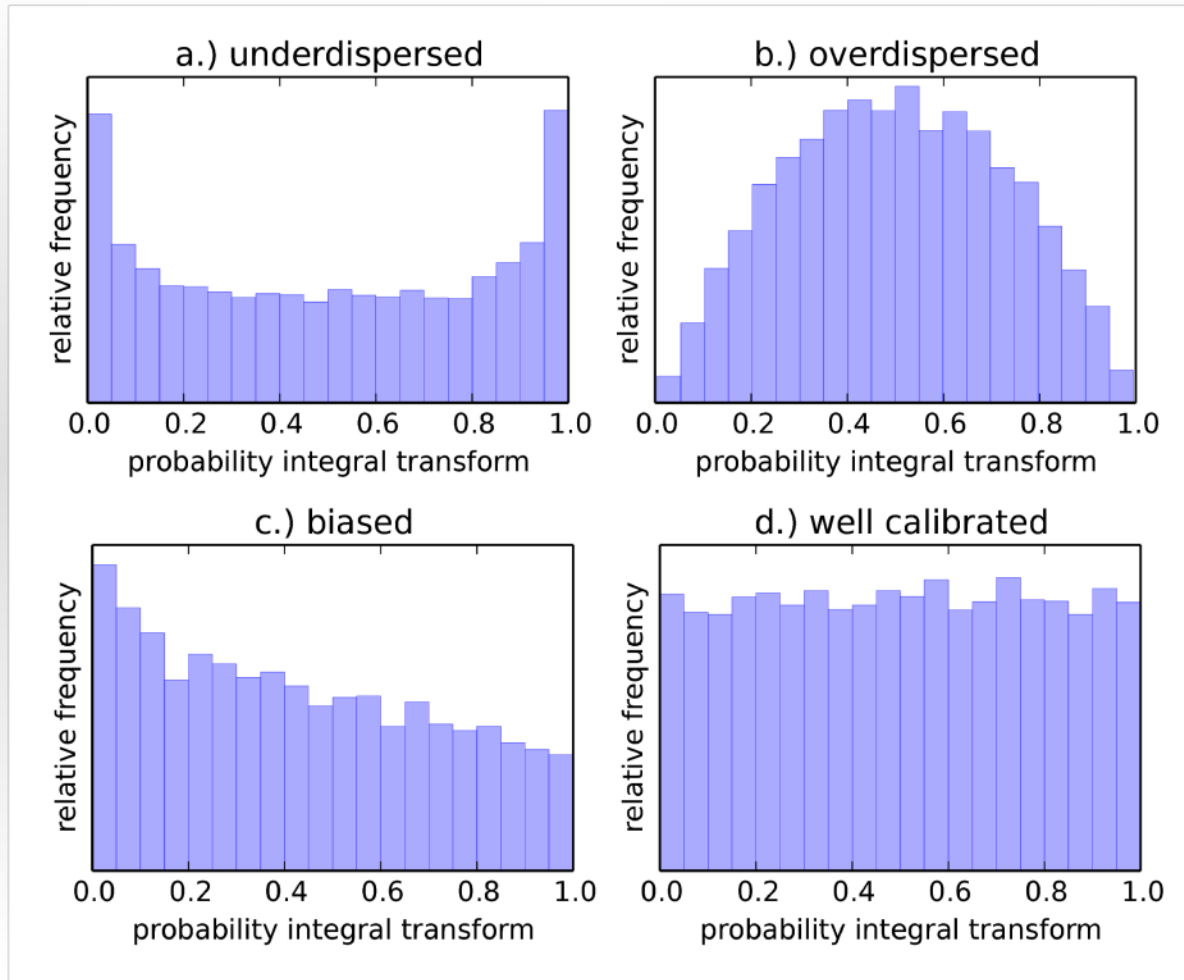 a.) underdispersed
relative frequency
0.0 0.2 0.4 0.6 0.8 1.0
probability integral transform
b.) overdispersed
relative frequency
0.0 0.2 0.4 0.6 0.8 1.0
probability integral transform
c.) biased
relative frequency
0.0 0.2 0.4 0.6 0.8 1.0
probability integral transform
d.) well calibrated
relative frequency
0.0 0.2 0.4 0.6 0.8 1.0
probability integral transform